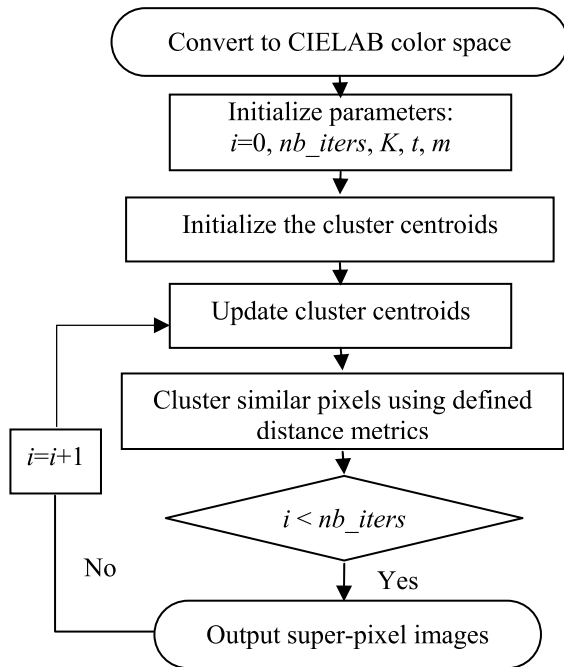 Convert to CIELAB color space
Initialize parameters:
i=0, nb_iters, K, t, m
Initialize the cluster centroids
Update cluster centroids
Cluster similar pixels using defined
distance metrics
i=i+1
i < nb_iters
No
Yes
Output super-pixel images